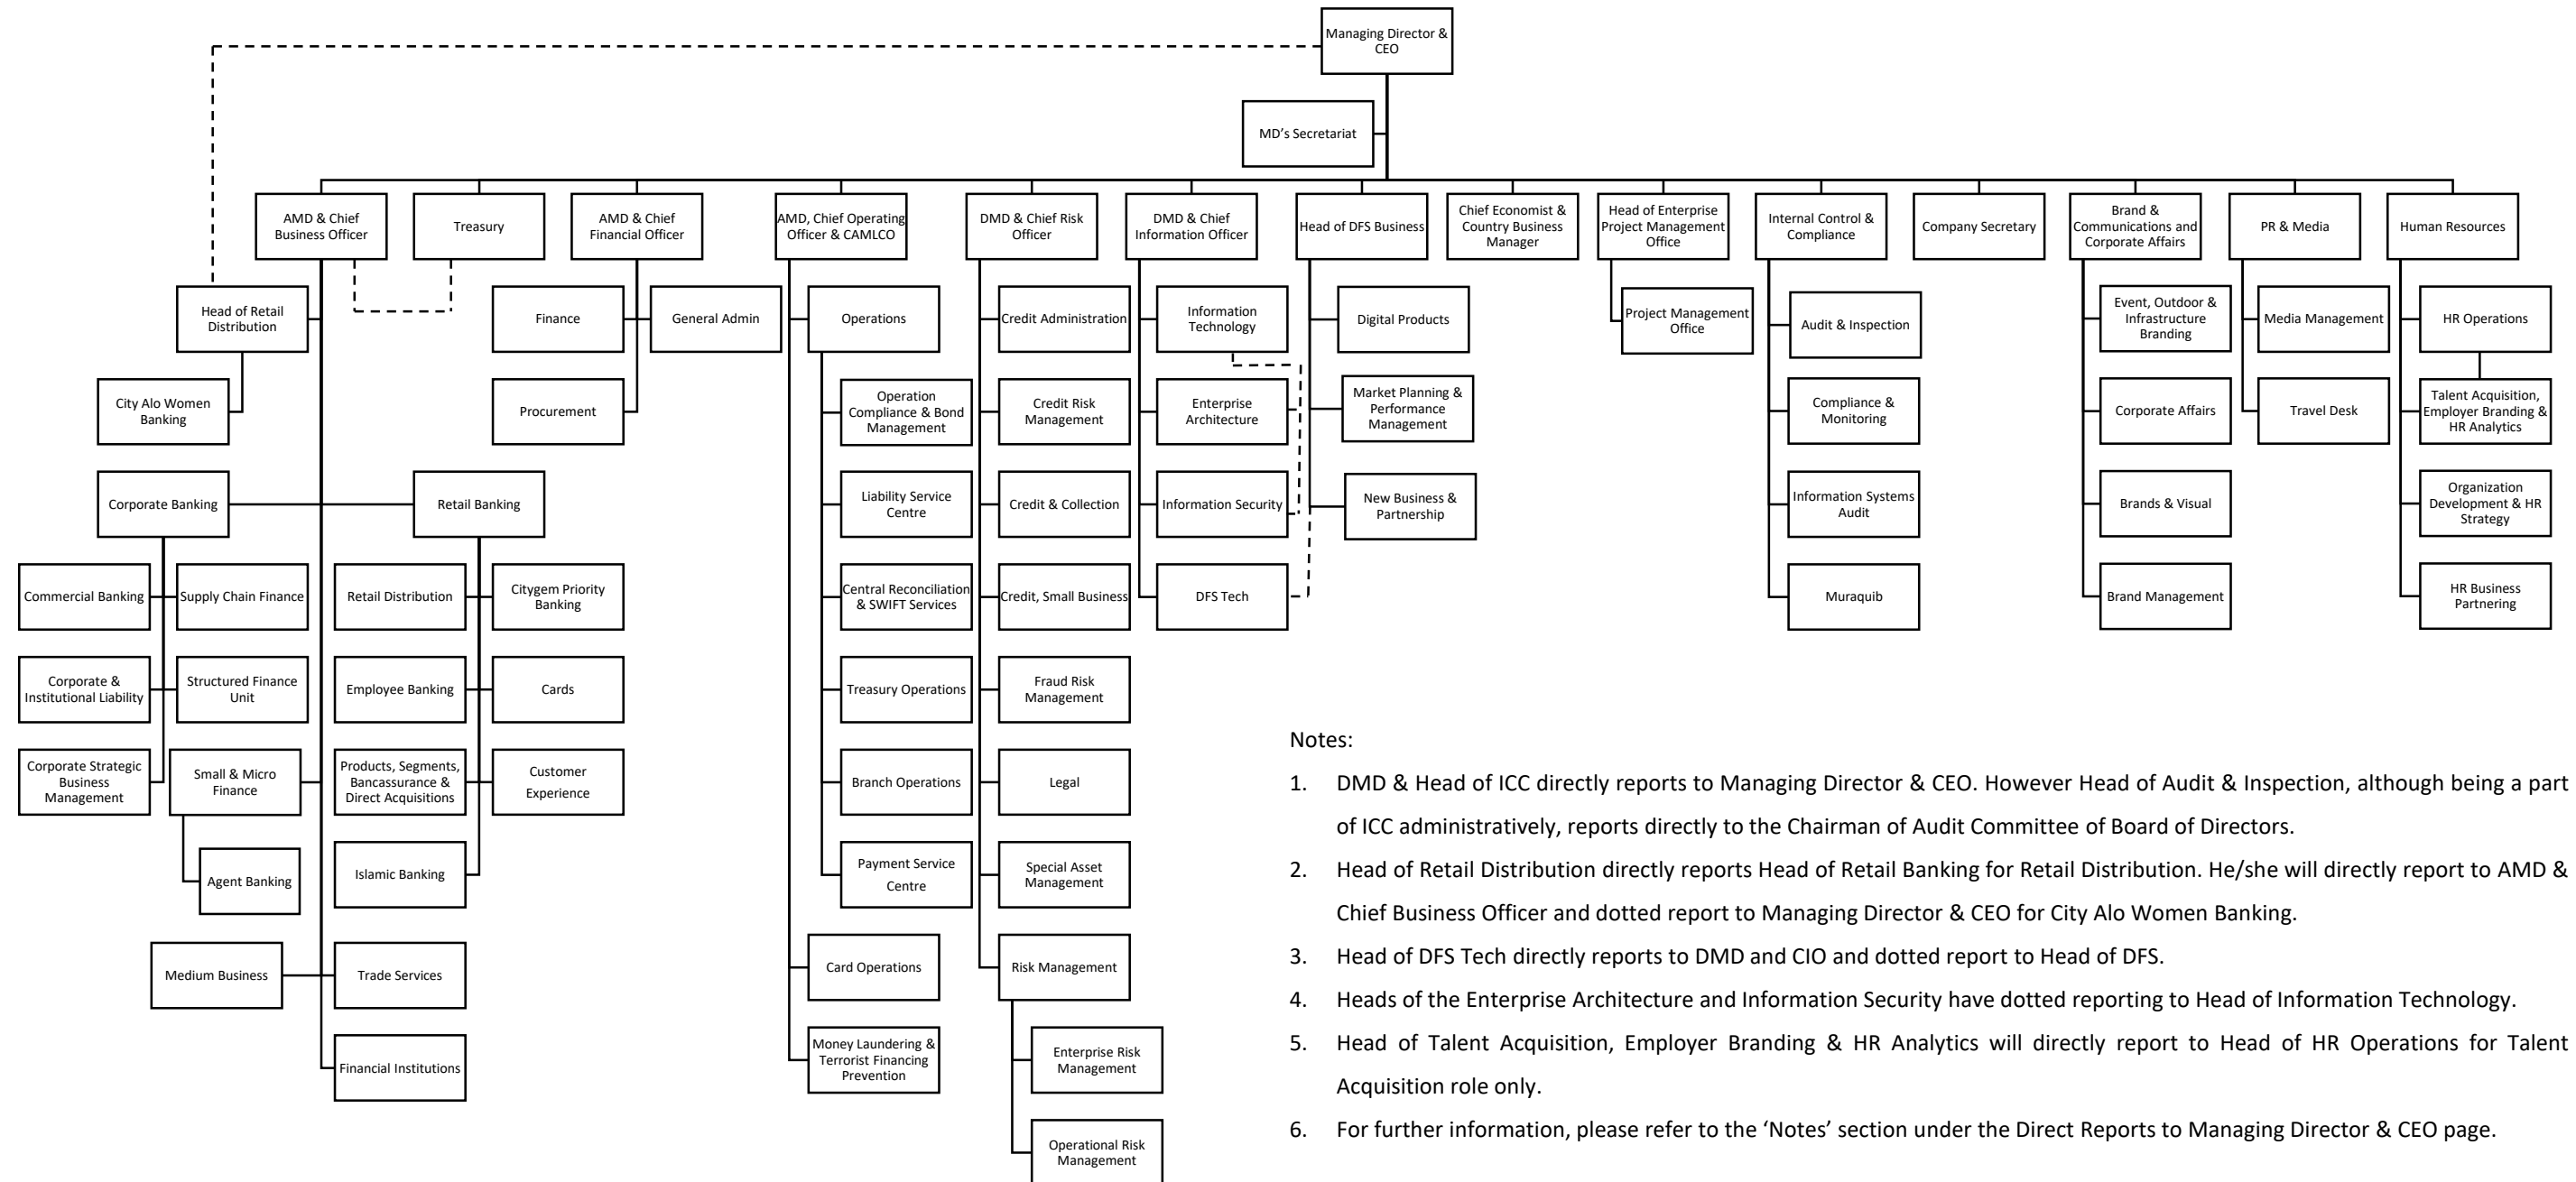 Managing Director &
CEO
MD's Secretariat
AMD & Chief
Business Officer
Treasury
AMD & Chief
Financial Officer
AMD, Chief Operating
Officer & CAMLCO
DMD & Chief Risk
Officer
DMD & Chief
Information Officer
Head of DFS Business
Chief Economist &
Country Business
Manager
Head of Enterprise
Project Management
Office
Internal Control &
Compliance
Company Secretary
Brand &
Communications and
Corporate Affairs
PR & Media
Human Resources
Head of Retail
Distribution
City Alo Women
Banking
Corporate Banking
Retail Banking
Commercial Banking
Supply Chain Finance
Corporate &
Institutional Liability
Structured Finance
Unit
Corporate Strategic
Business
Management
Small & Micro
Finance
Agent Banking
Retail Distribution
Citygem Priority
Banking
Employee Banking
Cards
Products, Segments,
Bancassurance &
Direct Acquisitions
Customer
Experience
Islamic Banking
Medium Business
Trade Services
Financial Institutions
Finance
General Admin
Procurement
Operations
Operation
Compliance & Bond
Management
Liability Service
Centre
Central Reconciliation
& SWIFT Services
Treasury Operations
Branch Operations
Payment Service
Centre
Card Operations
Money Laundering &
Terrorist Financing
Prevention
Credit Administration
Credit Risk
Management
Credit & Collection
Credit, Small Business
Fraud Risk
Management
Legal
Special Asset
Management
Risk Management
Enterprise Risk
Management
Operational Risk
Management
Information
Technology
Enterprise
Architecture
Information Security
DFS Tech
Digital Products
Market Planning &
Performance
Management
New Business &
Partnership
Project Management
Office
Audit & Inspection
Compliance &
Monitoring
Information Systems
Audit
Muraquib
Event, Outdoor &
Infrastructure
Branding
Corporate Affairs
Brands & Visual
Brand Management
Media Management
Travel Desk
HR Operations
Talent Acquisition,
Employer Branding &
HR Analytics
Organization
Development & HR
Strategy
HR Business
Partnering
Notes:
1. DMD & Head of ICC directly reports to Managing Director & CEO. However Head of Audit & Inspection, although being a part
of ICC administratively, reports directly to the Chairman of Audit Committee of Board of Directors.
2. Head of Retail Distribution directly reports Head of Retail Banking for Retail Distribution. He/she will directly report to AMD &
Chief Business Officer and dotted report to Managing Director & CEO for City Alo Women Banking.
3. Head of DFS Tech directly reports to DMD and CIO and dotted report to Head of DFS.
4. Heads of the Enterprise Architecture and Information Security have dotted reporting to Head of Information Technology.
5. Head of Talent Acquisition, Employer Branding & HR Analytics will directly report to Head of HR Operations for Talent
Acquisition role only.
6. For further information, please refer to the ‘Notes’ section under the Direct Reports to Managing Director & CEO page.